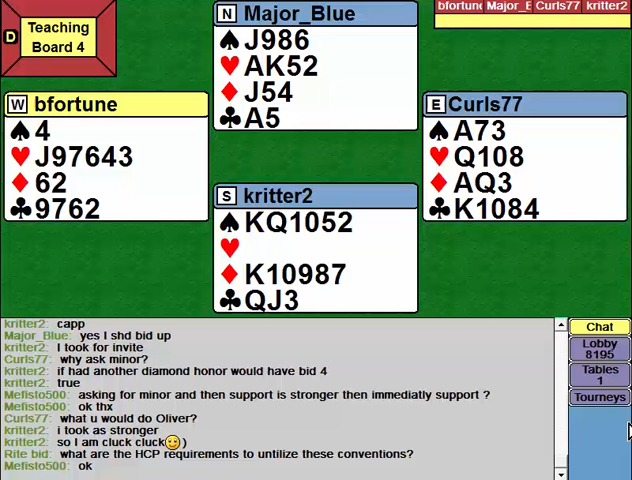 bfortune Major_E Curls77 kritter2
D
Teaching
Board 4
N Major_Blue
♠ J986
♥ AK52
♦ J54
♣ A5
W bfortune
♠ 4
♥ J97643
♦ 62
♣ 9762
E Curls77
♠ A73
♥ Q108
♦ AQ3
♣ K1084
S kritter2
♠ KQ1052
♥
♦ K10987
♣ QJ3
kritter2: capp
Major_Blue: yes I shd bid up
kritter2: I took for invite
Curls77: why ask minor?
kritter2: if had another diamond honor would have bid 4
kritter2: true
Mefisto500: asking for minor and then support is stronger then immediatly support ?
Mefisto500: ok thx
Curls77: what u would do Oliver?
kritter2: i took as stronger
kritter2: so I am cluck cluck )
Rite bid: what are the HCP requirements to untilize these conventions?
Mefisto500: ok
Chat
Lobby
8195
Tables
1
Tourneys